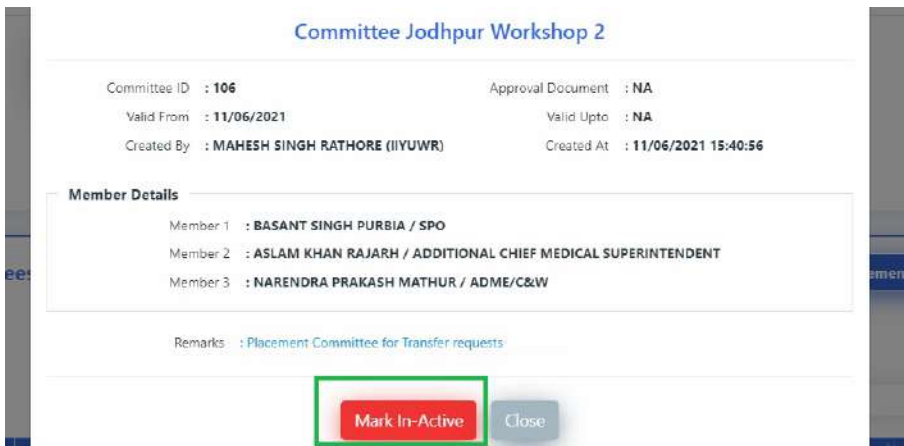 Committee Jodhpur Workshop 2
Committee ID : 106 Approval Document : NA
Valid From : 11/06/2021 Valid Upto : NA
Created By : MAHESH SINGH RATHORE (IIYUWR) Created At : 11/06/2021 15:40:56
Member Details
Member 1 : BASANT SINGH PURBIA / SPO
Member 2 : ASLAM KHAN RAJARH / ADDITIONAL CHIEF MEDICAL SUPERINTENDENT
Member 3 : NARENDRA PRAKASH MATHUR / ADME/C&W
Remarks : Placement Committee for Transfer requests
Mark In-Active Close